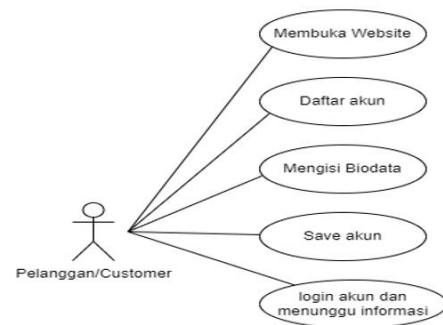 Membuka Website
Daftar akun
Mengisi Biodata
Save akun
Pelanggan/Customer
login akun dan
menunggu informasi